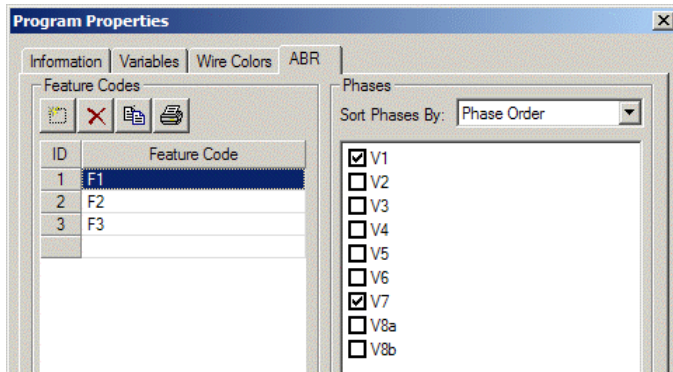 Program Properties
Information Variables Wire Colors ABR
Feature Codes
Phases
Sort Phases By: Phase Order
ID Feature Code
1 F1
2 F2
3 F3
V1
V2
V3
V4
V5
V6
V7
V8a
V8b